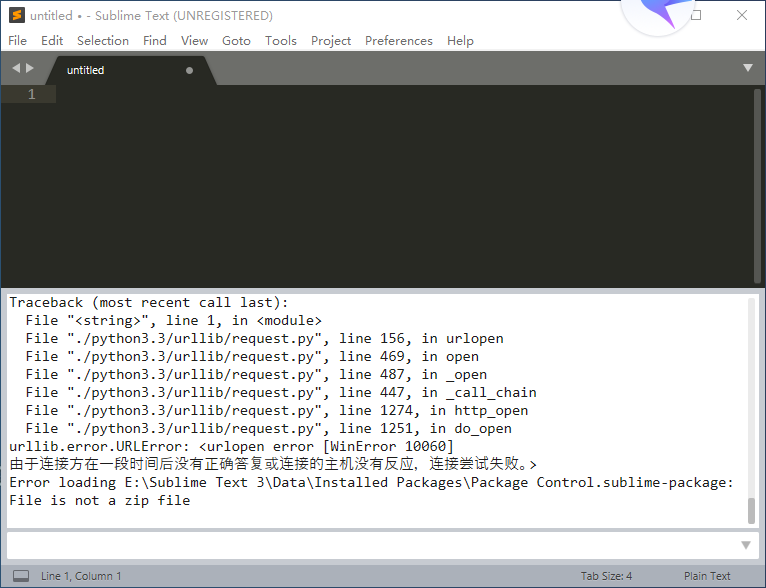 untitled • - Sublime Text (UNREGISTERED)
File Edit Selection Find View Goto Tools Project Preferences Help
untitled
1
Traceback (most recent call last):
  File "<string>", line 1, in <module>
  File "./python3.3/urllib/request.py", line 156, in urlopen
  File "./python3.3/urllib/request.py", line 469, in open
  File "./python3.3/urllib/request.py", line 487, in _open
  File "./python3.3/urllib/request.py", line 447, in _call_chain
  File "./python3.3/urllib/request.py", line 1274, in http_open
  File "./python3.3/urllib/request.py", line 1251, in do_open
urllib.error.URLError: <urlopen error [WinError 10060]
由于连接方在一段时间后没有正确答复或连接的主机没有反应，连接尝试失败。>
Error loading E:\Sublime Text 3\Data\Installed Packages\Package Control.sublime-package:
File is not a zip file
Line 1, Column 1 Tab Size: 4 Plain Text